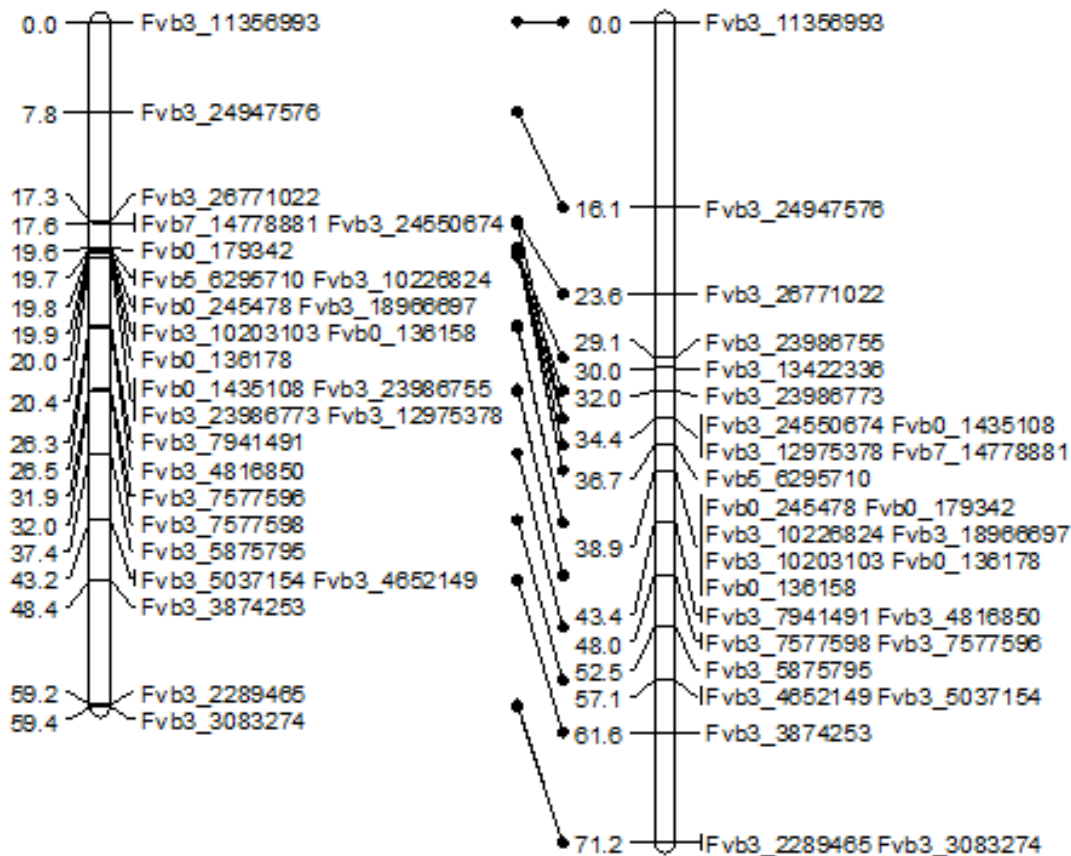 0.0 Fvb3_11356993
7.8 Fvb3_24947576
17.3 Fvb3_26771022
17.6 Fvb7_14778881 Fvb3_24550674
19.6 Fvb0_179342
19.7 Fvb5_6295710 Fvb3_10226824
19.8 Fvb0_245478 Fvb3_18966697
19.9 Fvb3_10203103 Fvb0_136158
20.0 Fvb0_136178
20.4 Fvb0_1435108 Fvb3_23986755
Fvb3_23986773 Fvb3_12975378
26.3 Fvb3_7941491
26.5 Fvb3_4816850
31.9 Fvb3_7577596
32.0 Fvb3_7577598
37.4 Fvb3_5875795
43.2 Fvb3_5037154 Fvb3_4652149
48.4 Fvb3_3874253
59.2 Fvb3_2289465
59.4 Fvb3_3083274
0.0 Fvb3_11356993
16.1 Fvb3_24947576
23.6 Fvb3_26771022
29.1 Fvb3_23986755
30.0 Fvb3_13422336
32.0 Fvb3_23986773
34.4 Fvb3_24550674 Fvb0_1435108
Fvb3_12975378 Fvb7_14778881
36.7 Fvb5_6295710
38.9 Fvb0_245478 Fvb0_179342
Fvb3_10226824 Fvb3_18966697
Fvb3_10203103 Fvb0_136178
Fvb0_136158
43.4 Fvb3_7941491 Fvb3_4816850
48.0 Fvb3_7577598 Fvb3_7577596
52.5 Fvb3_5875795
57.1 Fvb3_4652149 Fvb3_5037154
61.6 Fvb3_3874253
71.2 Fvb3_2289465 Fvb3_3083274